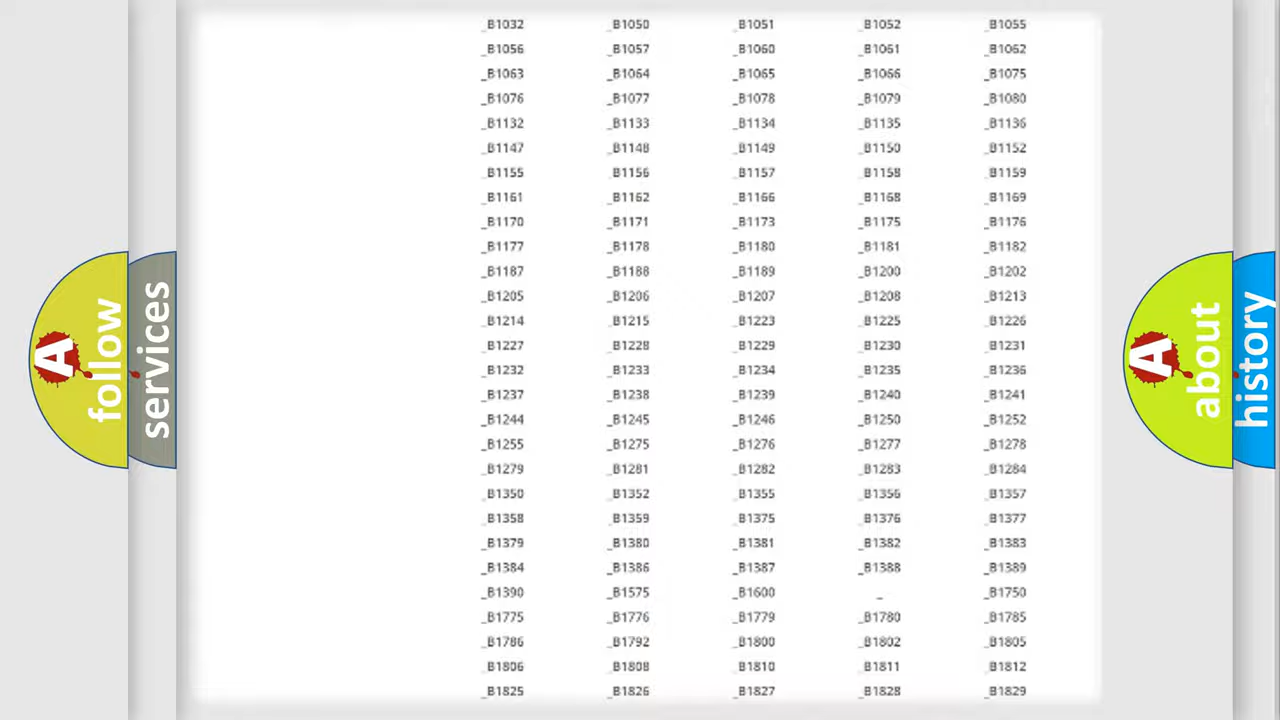 _B1032 _B1050 _B1051 _B1052 _B1055
_B1056 _B1057 _B1060 _B1061 _B1062
_B1063 _B1064 _B1065 _B1066 _B1075
_B1076 _B1077 _B1078 _B1079 _B1080
_B1132 _B1133 _B1134 _B1135 _B1136
_B1147 _B1148 _B1149 _B1150 _B1152
_B1155 _B1156 _B1157 _B1158 _B1159
_B1161 _B1162 _B1166 _B1168 _B1169
_B1170 _B1171 _B1173 _B1175 _B1176
_B1177 _B1178 _B1180 _B1181 _B1182
_B1187 _B1188 _B1189 _B1200 _B1202
_B1205 _B1206 _B1207 _B1208 _B1213
_B1214 _B1215 _B1223 _B1225 _B1226
_B1227 _B1228 _B1229 _B1230 _B1231
_B1232 _B1233 _B1234 _B1235 _B1236
_B1237 _B1238 _B1239 _B1240 _B1241
_B1244 _B1245 _B1246 _B1250 _B1252
_B1255 _B1275 _B1276 _B1277 _B1278
_B1279 _B1281 _B1282 _B1283 _B1284
_B1350 _B1352 _B1355 _B1356 _B1357
_B1358 _B1359 _B1375 _B1376 _B1377
_B1379 _B1380 _B1381 _B1382 _B1383
_B1384 _B1386 _B1387 _B1388 _B1389
_B1390 _B1575 _B1600 _ _B1750
_B1775 _B1776 _B1779 _B1780 _B1785
_B1786 _B1792 _B1800 _B1802 _B1805
_B1806 _B1808 _B1810 _B1811 _B1812
_B1825 _B1826 _B1827 _B1828 _B1829
A
follow
services
A
about
history